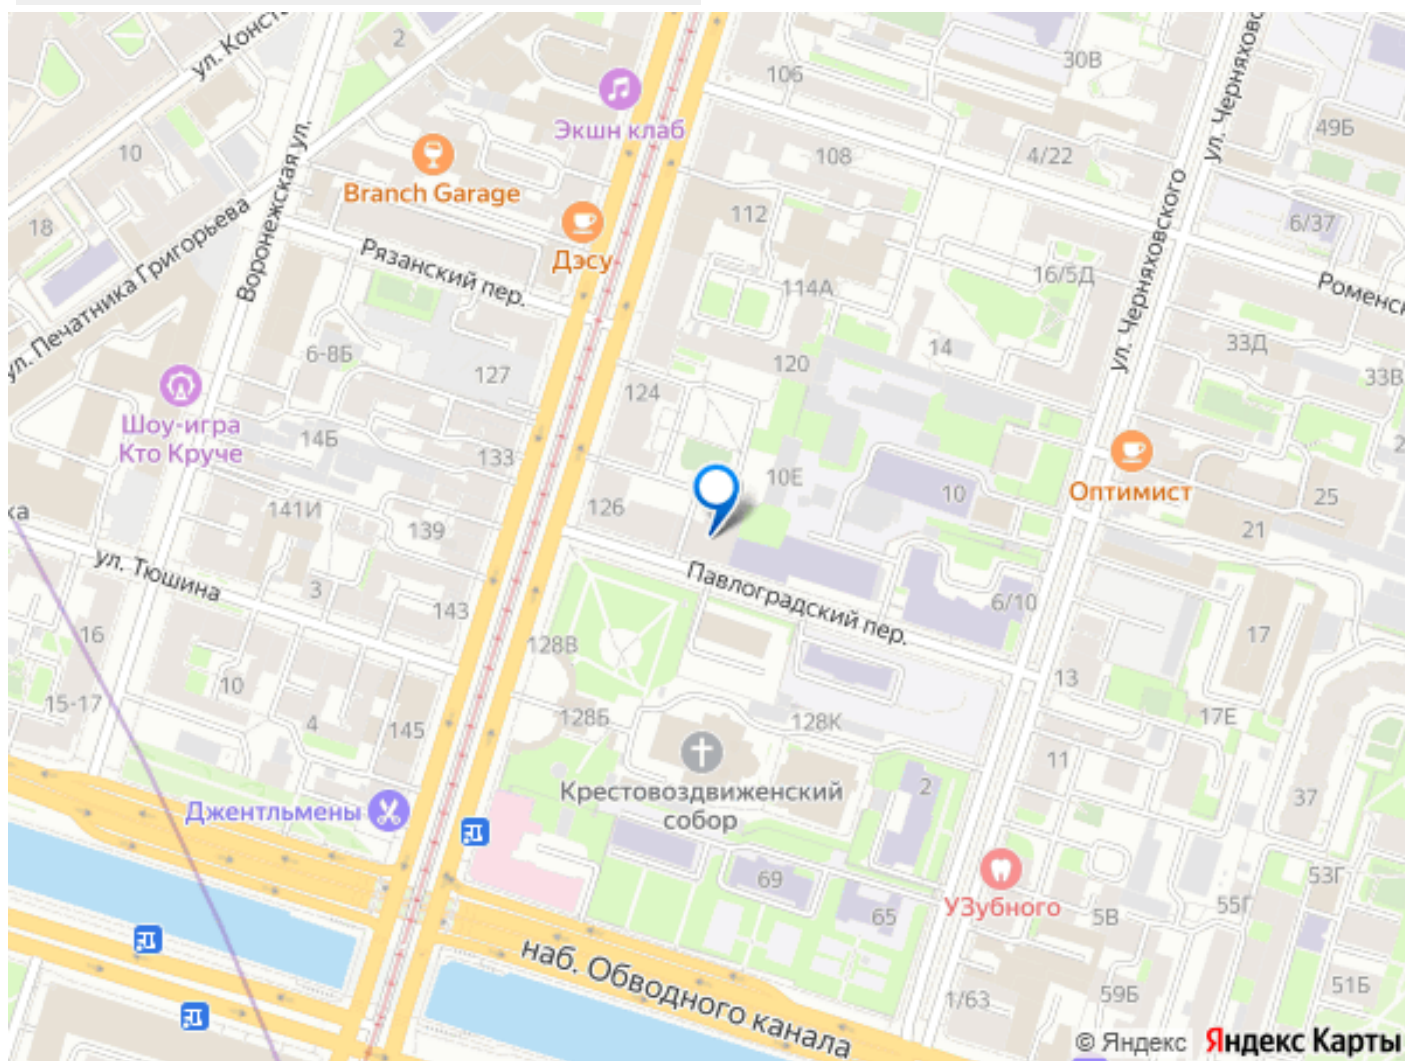 ул. Конст
2
106
30В
ул. Черняховс
Экшн клаб
49Б
10
108
4/22
Branch Garage
Воронежская ул.
18
112
6/37
ул. Печатника Григорьева
Рязанский пер.
Дэсу
114А
16/5Д
ул. Черняховского
Роменск
6-8Б
127
120
14
33Д
33В
124
Шоу-игра
Кто Круче
14Б
133
10Е
10
Оптимист
25
2
141И
139
126
21
ка
ул. Тюшина
3
143
Павлоградский пер.
6/10
16
128В
17
15-17
10
4
145
128Б
128К
13
17Е
11
Крестовоздвиженский
собор
2
37
Джентльмены
69
65
УЗубного
5В
55Г
53Г
наб. Обводного канала
1/63
59Б
51Б
© Яндекс Яндекс Карты